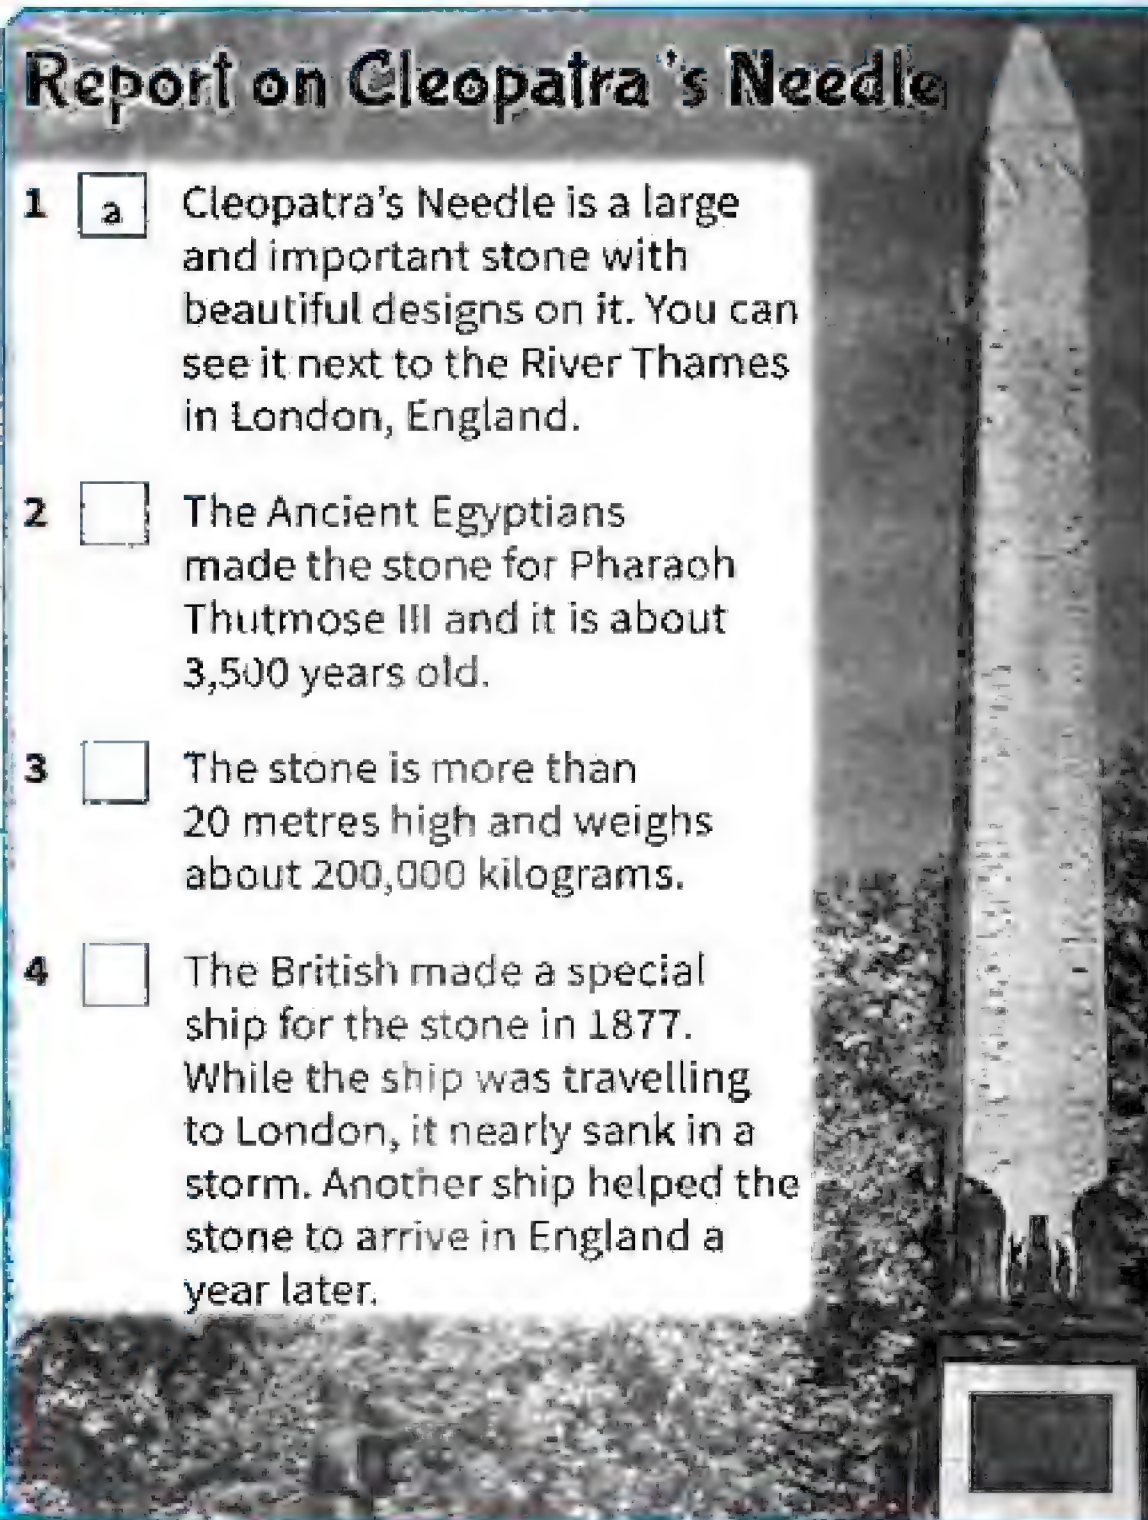 Report on Cleopatra's Needle
1 a Cleopatra's Needle is a large
and important stone with
beautiful designs on it. You can
see it next to the River Thames
in London, England.
2 The Ancient Egyptians
made the stone for Pharaoh
Thutmose III and it is about
3,500 years old.
3 The stone is more than
20 metres high and weighs
about 200,000 kilograms.
4 The British made a special
ship for the stone in 1877.
While the ship was travelling
to London, it nearly sank in a
storm. Another ship helped the
stone to arrive in England a
year later.